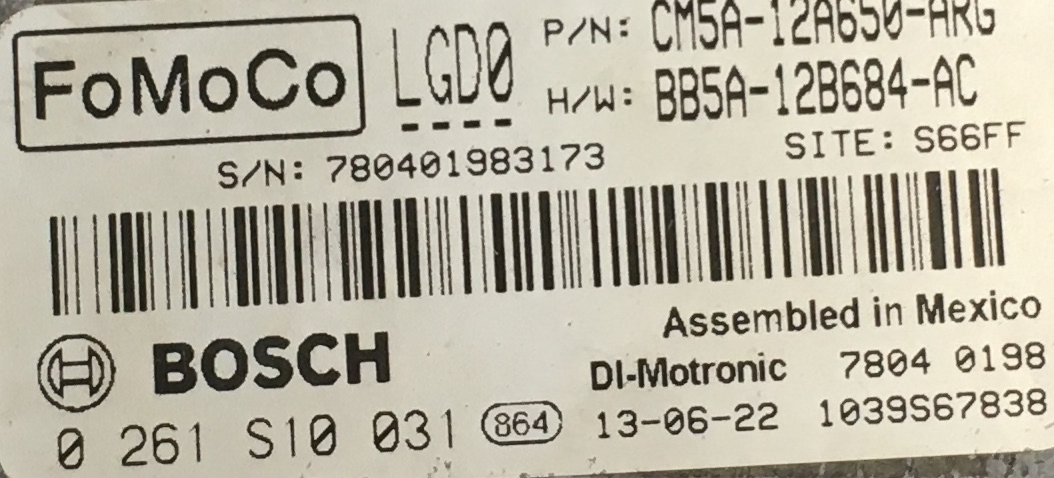 FoMoCo LGD0 P/N: CM5A-12A650-ARG
H/W: BB5A-12B684-AC
S/N: 780401983173 SITE: S66FF
Assembled in Mexico
BOSCH DI-Motronic 7804 0198
0 261 S10 031 864 13-06-22 1039S67838